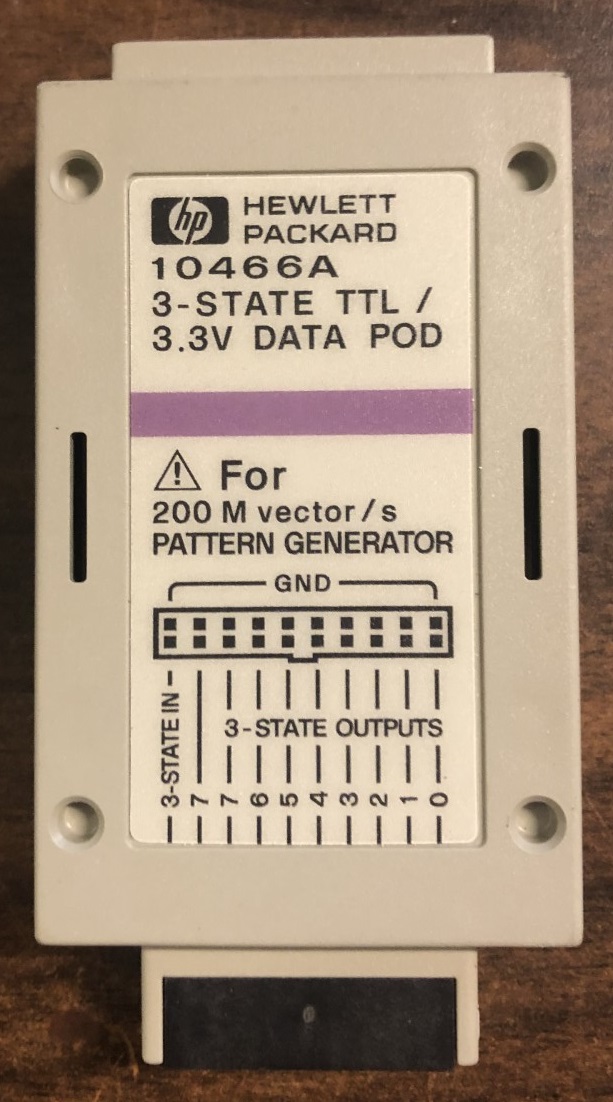 hp HEWLETT
PACKARD
10466A
3-STATE TTL /
3.3V DATA POD
For
200 M vector/s
PATTERN GENERATOR
GND
3-STATE IN
3-STATE OUTPUTS
7 7 6 5 4 3 2 1 0